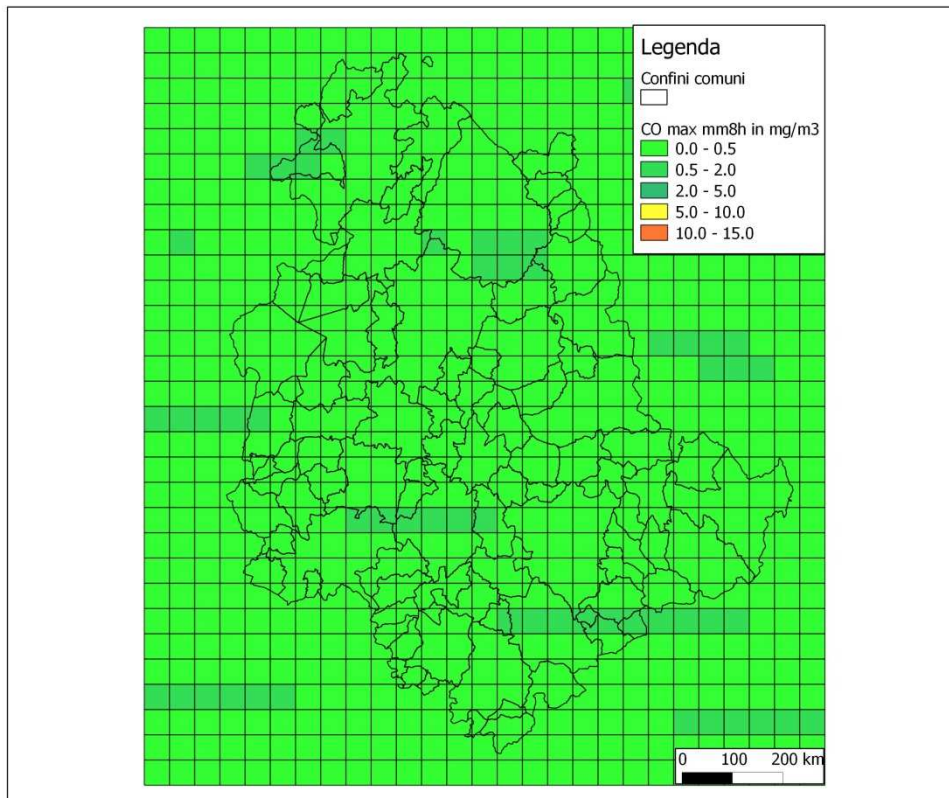 Legenda
Confini comuni
CO max mm8h in mg/m3
0.0 - 0.5
0.5 - 2.0
2.0 - 5.0
5.0 - 10.0
10.0 - 15.0
0 100 200 km